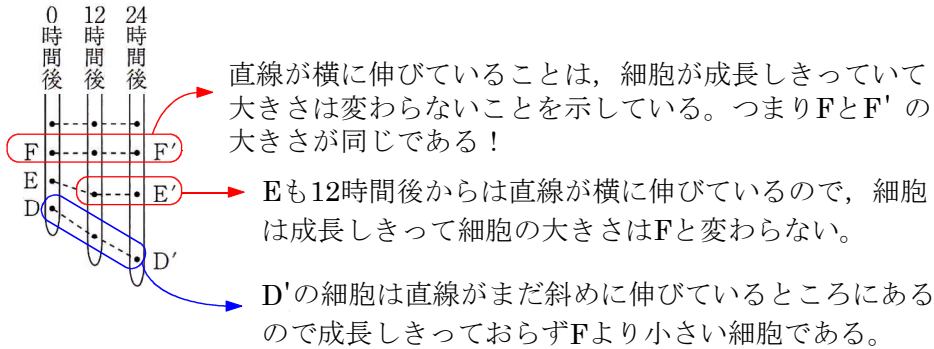 0 12 24
時間後 時間後 時間後
直線が横に伸びていることは，細胞が成長しきっていて
大きさは変わらないことを示している。つまりFとF'の
大きさが同じである！
F F′
E E′
Eも12時間後からは直線が横に伸びているので，細胞
は成長しきって細胞の大きさはFと変わらない。
D
D′
D'の細胞は直線がまだ斜めに伸びているところにある
ので成長しきっておらずFより小さい細胞である。